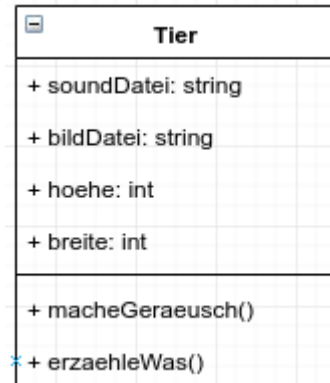 Tier
+ soundDatei: string
+ bildDatei: string
+ hoehe: int
+ breite: int
+ macheGeraeusch()
+ erzaehleWas()